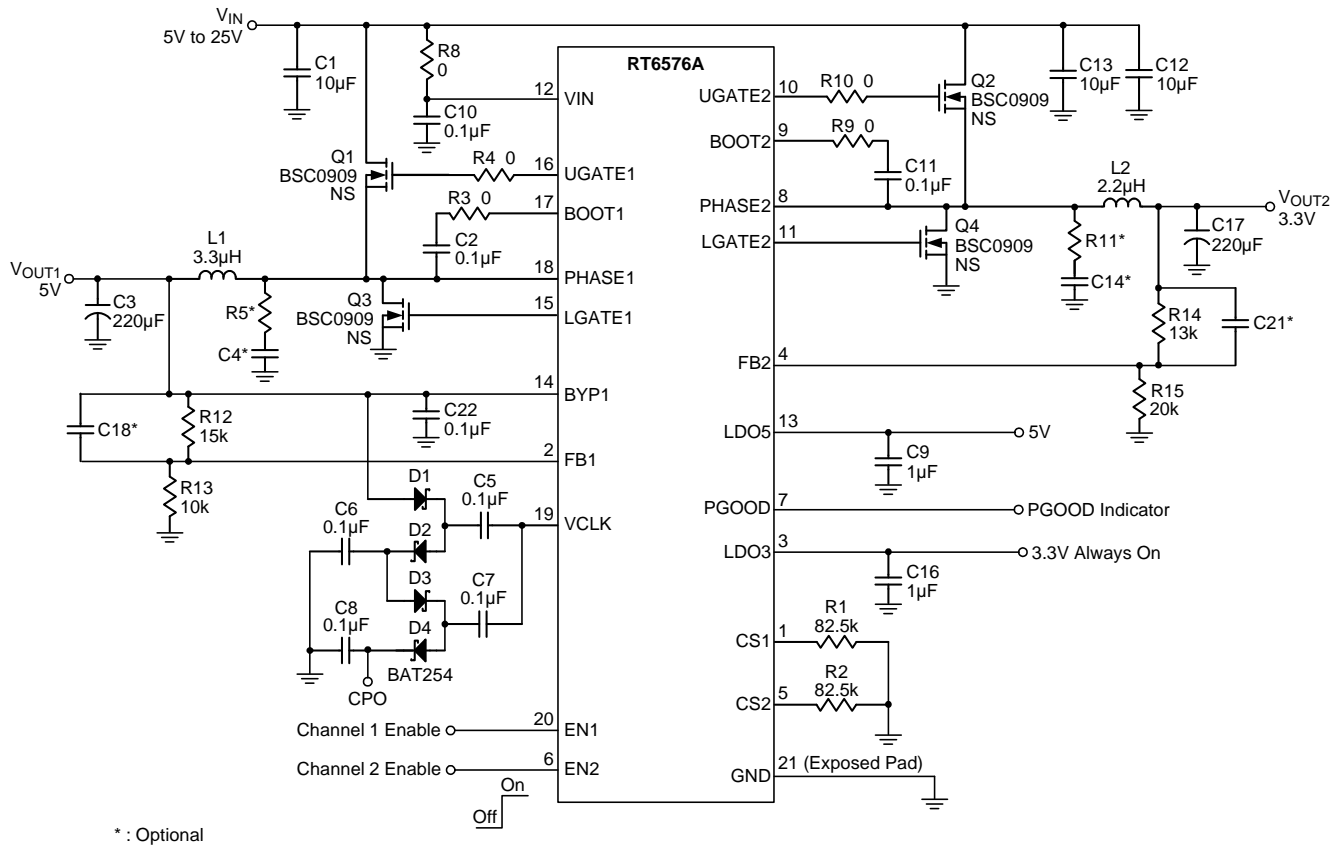 V_IN
5V to 25V
C1
10µF
R8
0
12
VIN
C10
0.1µF
Q1
BSC0909
NS
R4 0
16
UGATE1
R3 0
17
BOOT1
C2
0.1µF
L1
3.3µH
V_OUT1
5V
18
PHASE1
C3
220µF
R5*
C4*
Q3
BSC0909
NS
15
LGATE1
14
BYP1
C22
0.1µF
C18*
R12
15k
2
FB1
R13
10k
D1
C5
0.1µF
19
VCLK
C6
0.1µF
D2
D3
C7
0.1µF
C8
0.1µF
D4
BAT254
CPO
Channel 1 Enable
20
EN1
Channel 2 Enable
6
EN2
On
Off
* : Optional
RT6576A
UGATE2
10
R10 0
Q2
BSC0909
NS
C13
10µF
C12
10µF
BOOT2
9
R9 0
C11
0.1µF
PHASE2
8
L2
2.2µH
V_OUT2
3.3V
C17
220µF
LGATE2
11
Q4
BSC0909
NS
R11*
C14*
R14
13k
C21*
FB2
4
R15
20k
LDO5
13
5V
C9
1µF
PGOOD
7
PGOOD Indicator
LDO3
3
3.3V Always On
C16
1µF
CS1
1
R1
82.5k
CS2
5
R2
82.5k
GND
21 (Exposed Pad)